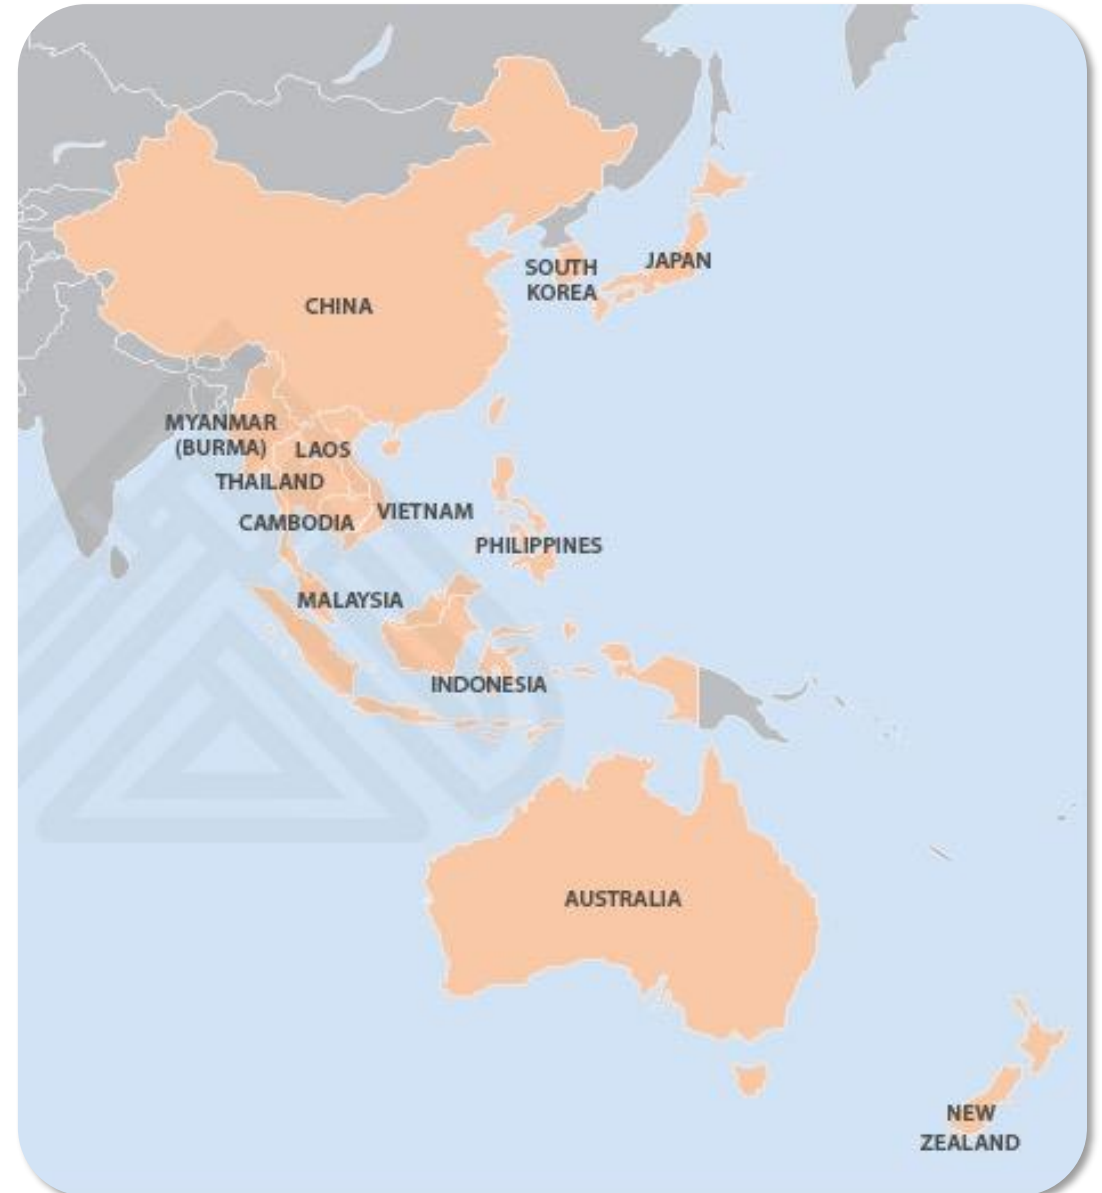 SOUTH
KOREA
JAPAN
CHINA
MYANMAR
(BURMA)
LAOS
THAILAND
VIETNAM
CAMBODIA
PHILIPPINES
MALAYSIA
INDONESIA
AUSTRALIA
NEW
ZEALAND